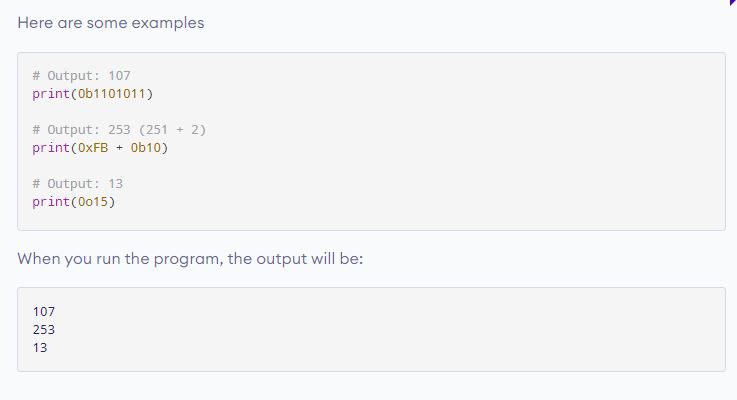 Here are some examples
# Output: 107
print(0b1101011)
# Output: 253 (251 + 2)
print(0xFB + 0b10)
# Output: 13
print(0o15)
When you run the program, the output will be:
107
253
13